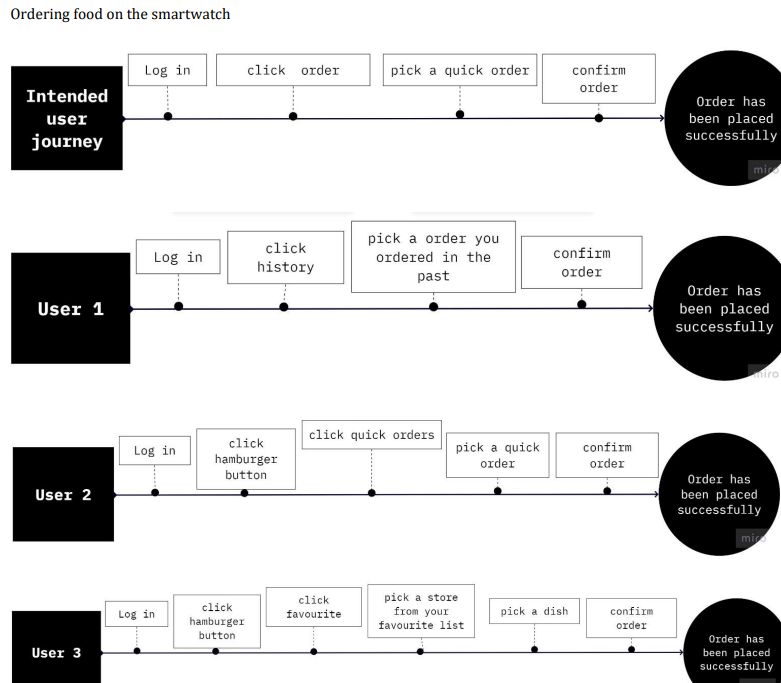 Ordering food on the smartwatch
Intended
user
journey
Log in
click order
pick a quick order
confirm
order
Order has
been placed
successfully
miro
User 1
Log in
click
history
pick a order you
ordered in the
past
confirm
order
Order has
been placed
successfully
miro
User 2
Log in
click
hamburger
button
click quick orders
pick a quick
order
confirm
order
Order has
been placed
successfully
miro
User 3
Log in
click
hamburger
button
click
favourite
pick a store
from your
favourite list
pick a dish
confirm
order
Order has
been placed
successfully